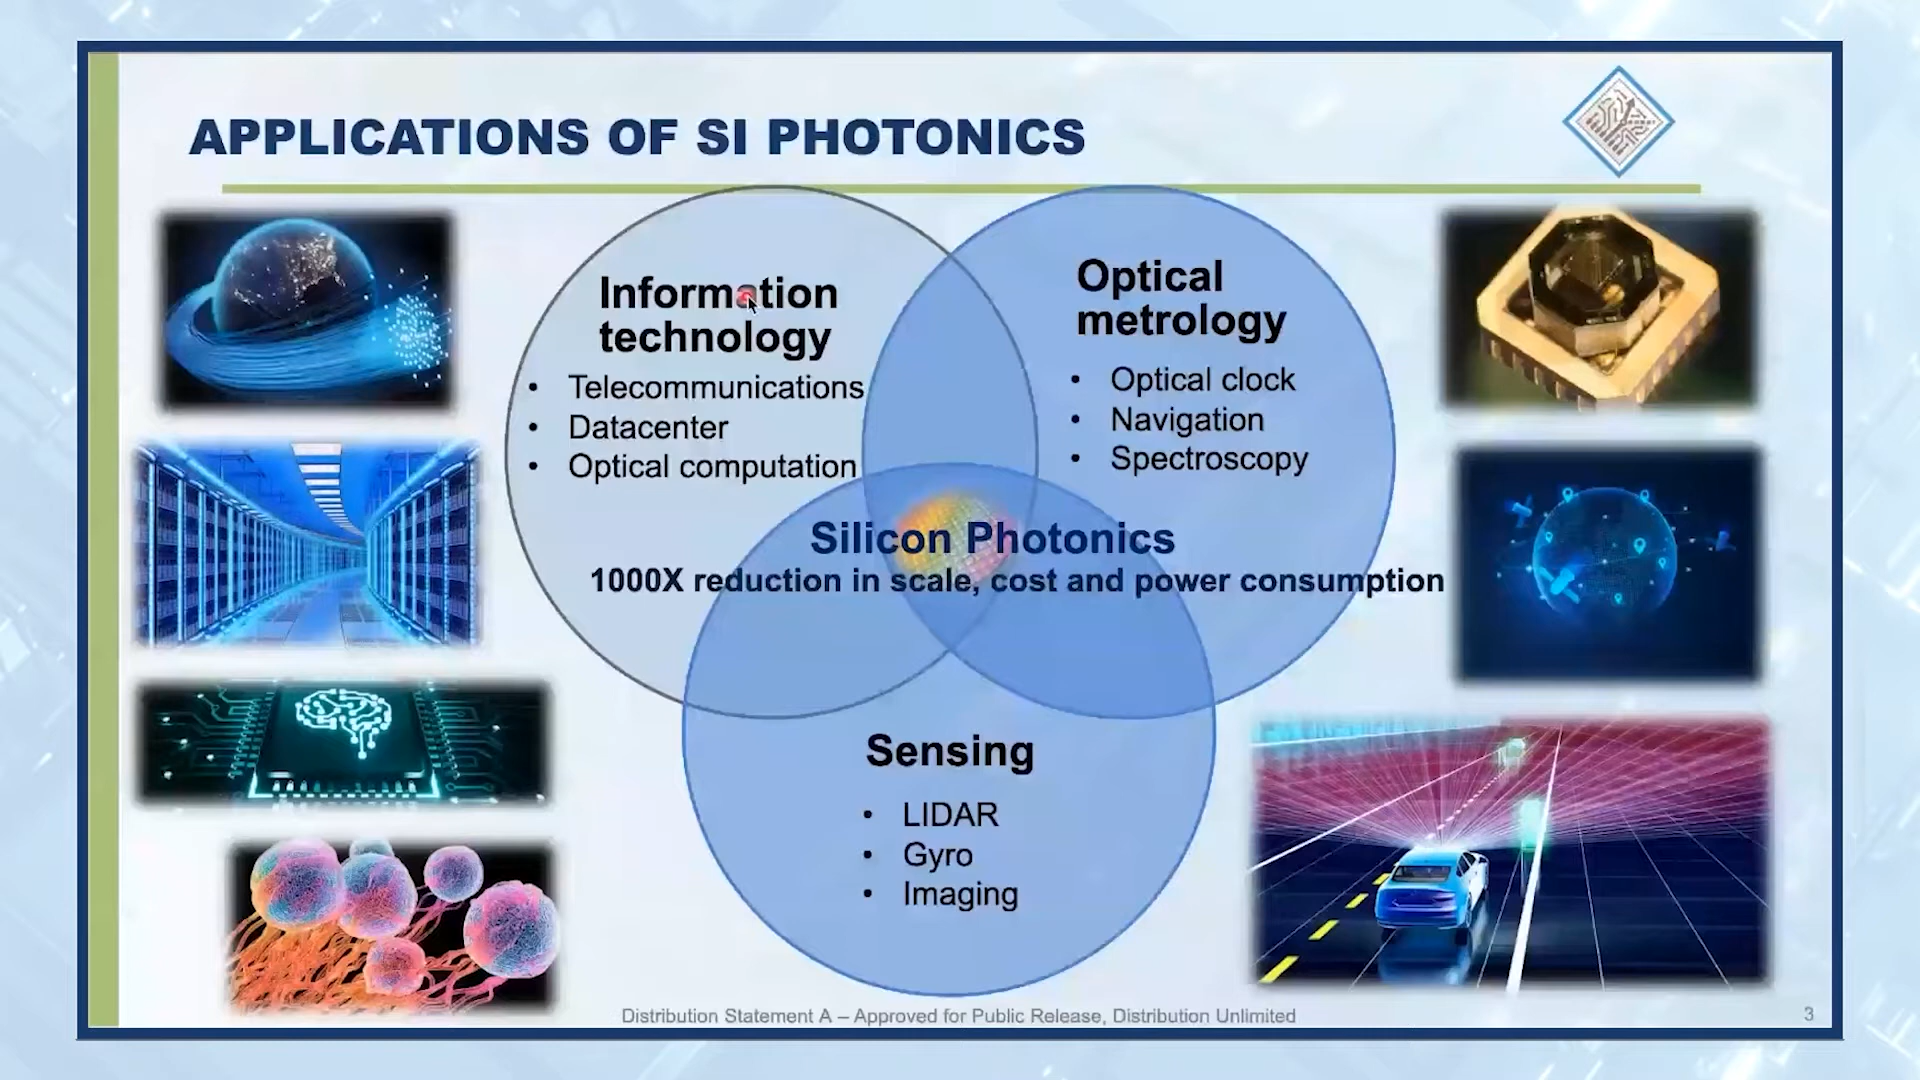 APPLICATIONS OF SI PHOTONICS
Information
technology
• Telecommunications
• Datacenter
• Optical computation
Optical
metrology
• Optical clock
• Navigation
• Spectroscopy
Silicon Photonics
1000X reduction in scale, cost and power consumption
Sensing
• LIDAR
• Gyro
• Imaging
Distribution Statement A – Approved for Public Release, Distribution Unlimited
3